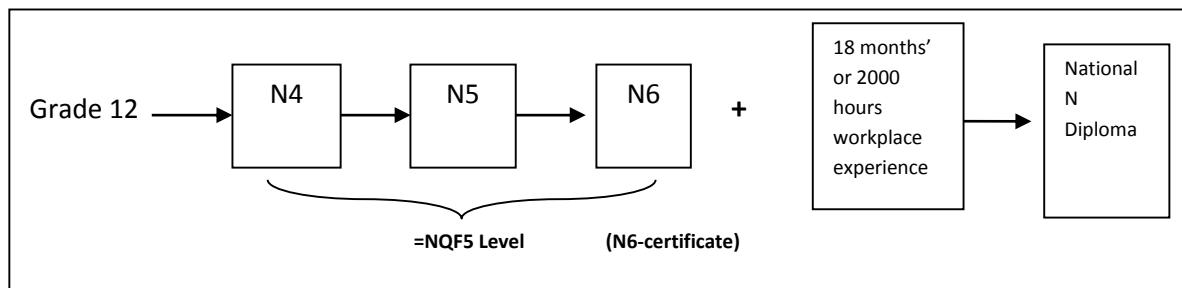 Grade 12
N4
N5
N6
+
18 months’
or 2000
hours
workplace
experience
National
N
Diploma
=NQF5 Level (N6-certificate)